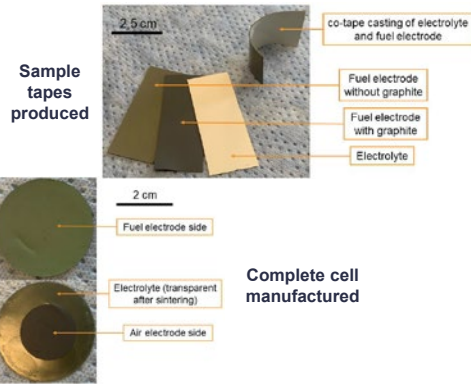 2.5 cm
co-tape casting of electrolyte
and fuel electrode
Sample
tapes
produced
Fuel electrode
without graphite
Fuel electrode
with graphite
Electrolyte
2 cm
Fuel electrode side
Electrolyte (transparent
after sintering)
Air electrode side
Complete cell
manufactured